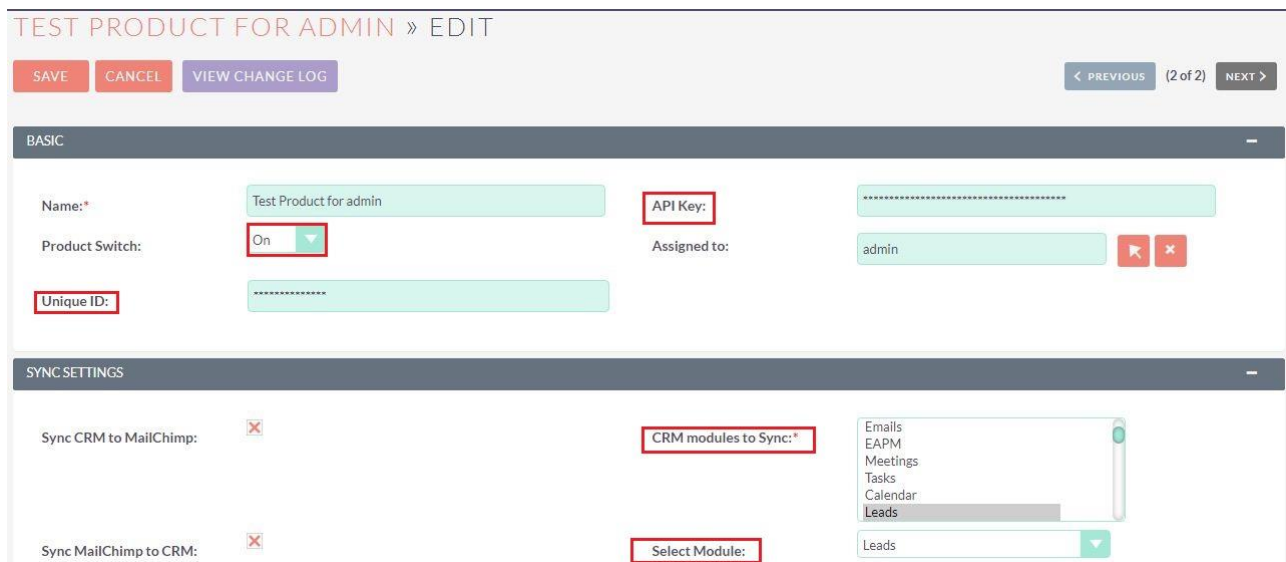 TEST PRODUCT FOR ADMIN » EDIT
SAVE CANCEL VIEW CHANGE LOG < PREVIOUS (2 of 2) NEXT >
BASIC
Name:* Test Product for admin API Key: ****************************************
Product Switch: On Assigned to: admin
Unique ID: **************
SYNC SETTINGS
Sync CRM to MailChimp: CRM modules to Sync:* Emails
EAPM
Meetings
Tasks
Calendar
Leads
Sync MailChimp to CRM: Select Module: Leads